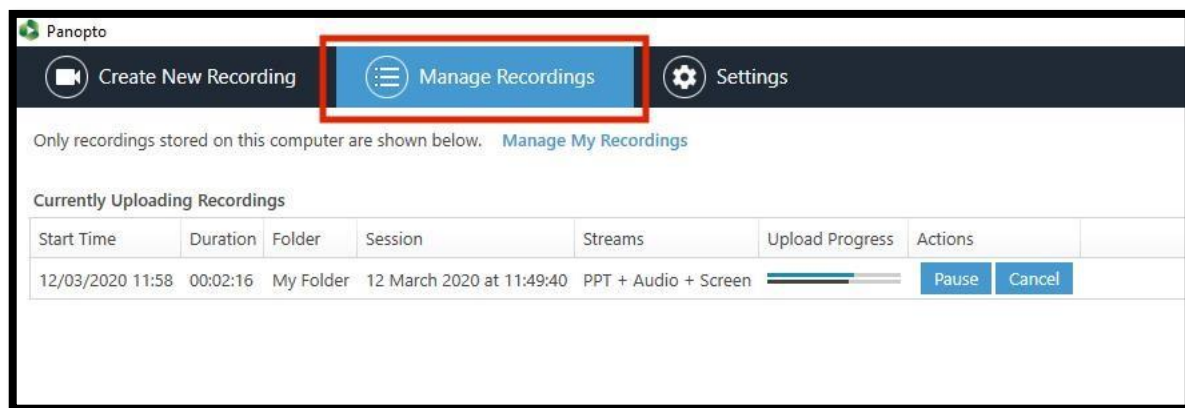 Panopto
Create New Recording Manage Recordings Settings
Only recordings stored on this computer are shown below. Manage My Recordings
Currently Uploading Recordings
Start Time Duration Folder Session Streams Upload Progress Actions
12/03/2020 11:58 00:02:16 My Folder 12 March 2020 at 11:49:40 PPT + Audio + Screen Pause Cancel